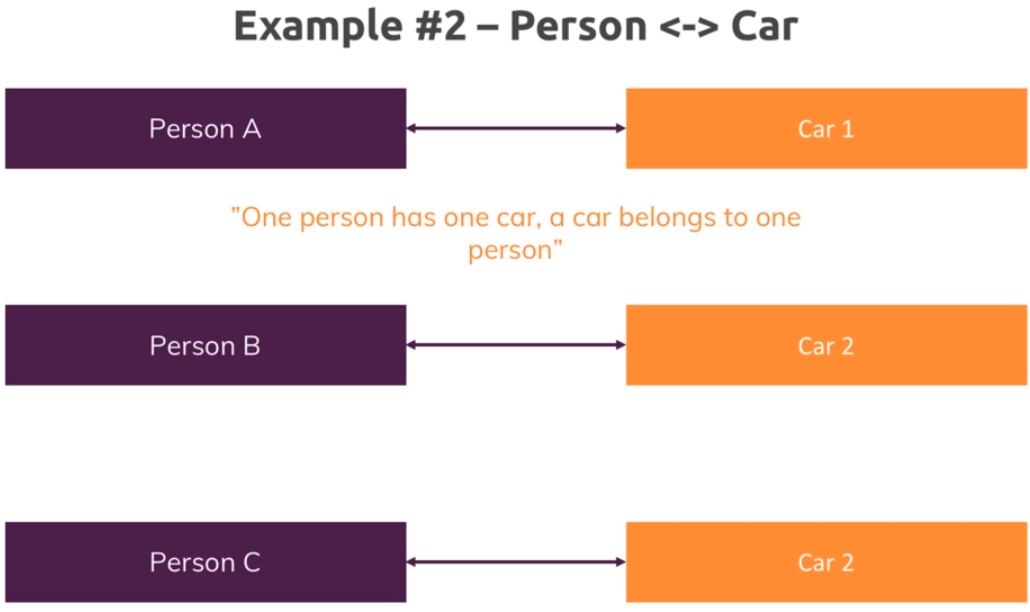 Example #2 – Person <-> Car
Person A
Car 1
”One person has one car, a car belongs to one
person”
Person B
Car 2
Person C
Car 2